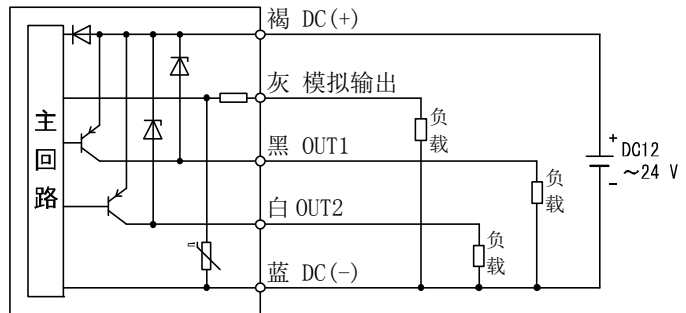 褐 DC(+)
灰 模拟输出
主回路
黑 OUT1
白 OUT2
蓝 DC(-)
负载
负载
负载
+
DC12
～24 V
−
n